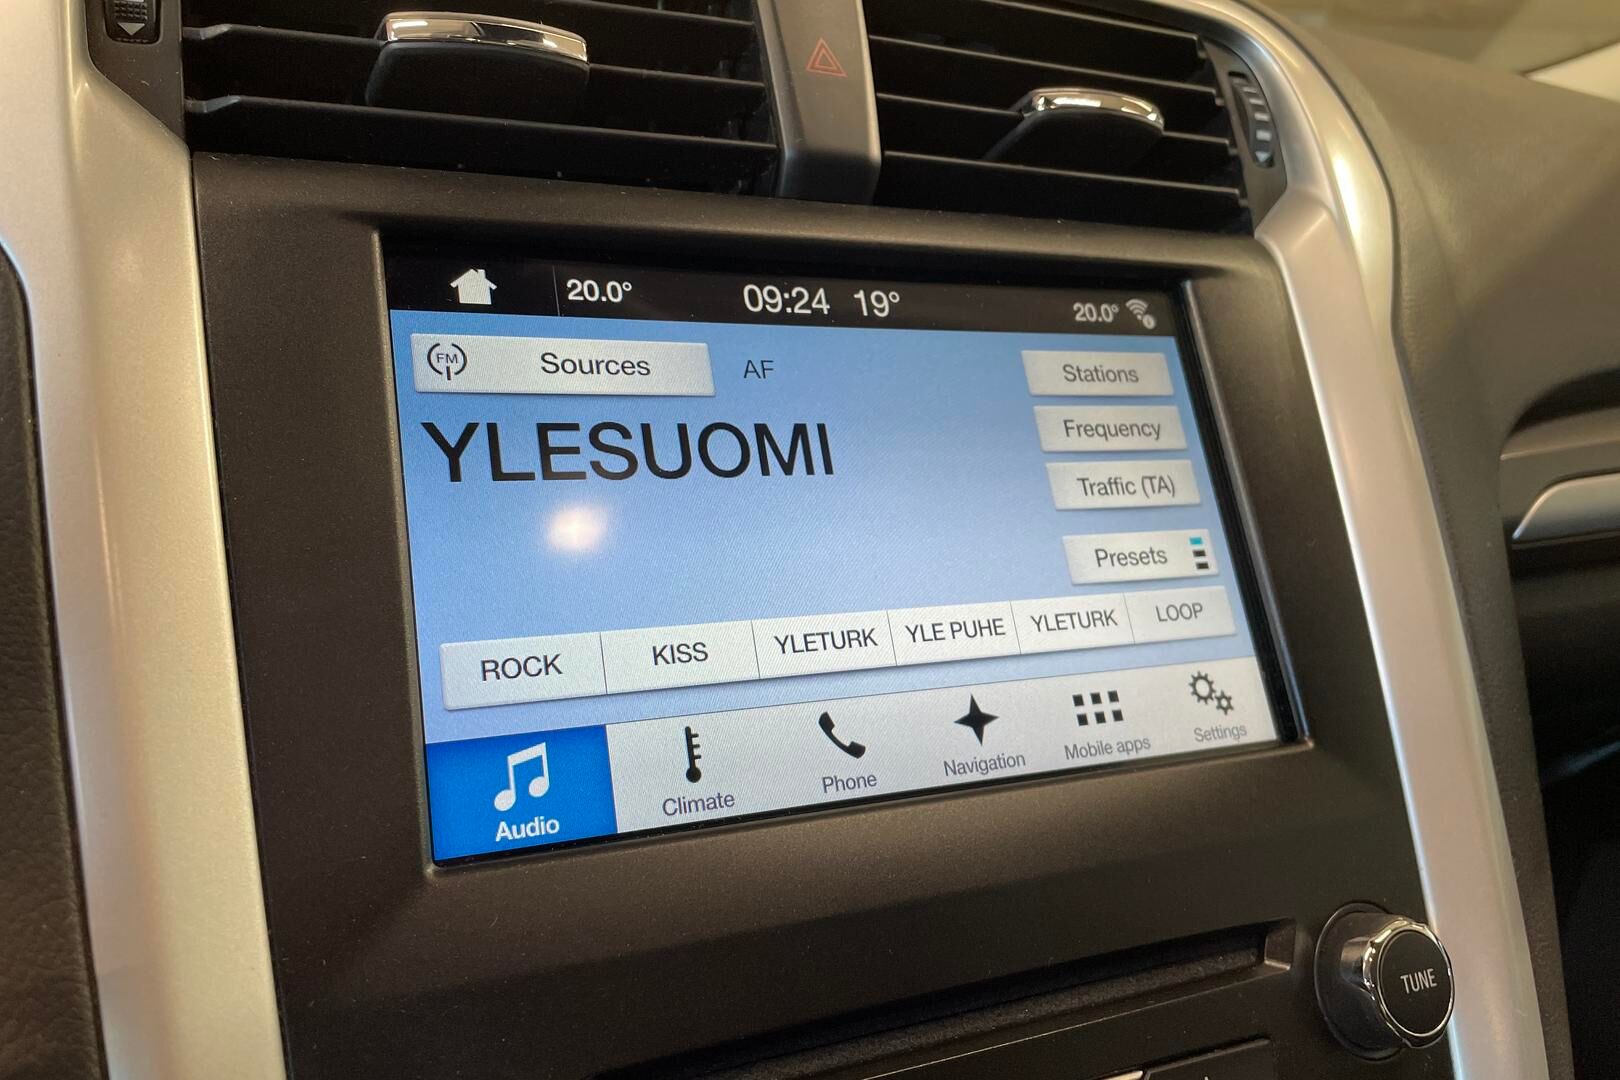 20.0° 09:24 19° 20.0°
FM Sources AF Stations
YLESUOMI
Frequency
Traffic (TA)
Presets
ROCK KISS YLETURK YLE PUHE YLETURK LOOP
Audio Climate Phone Navigation Mobile apps Settings
TUNE